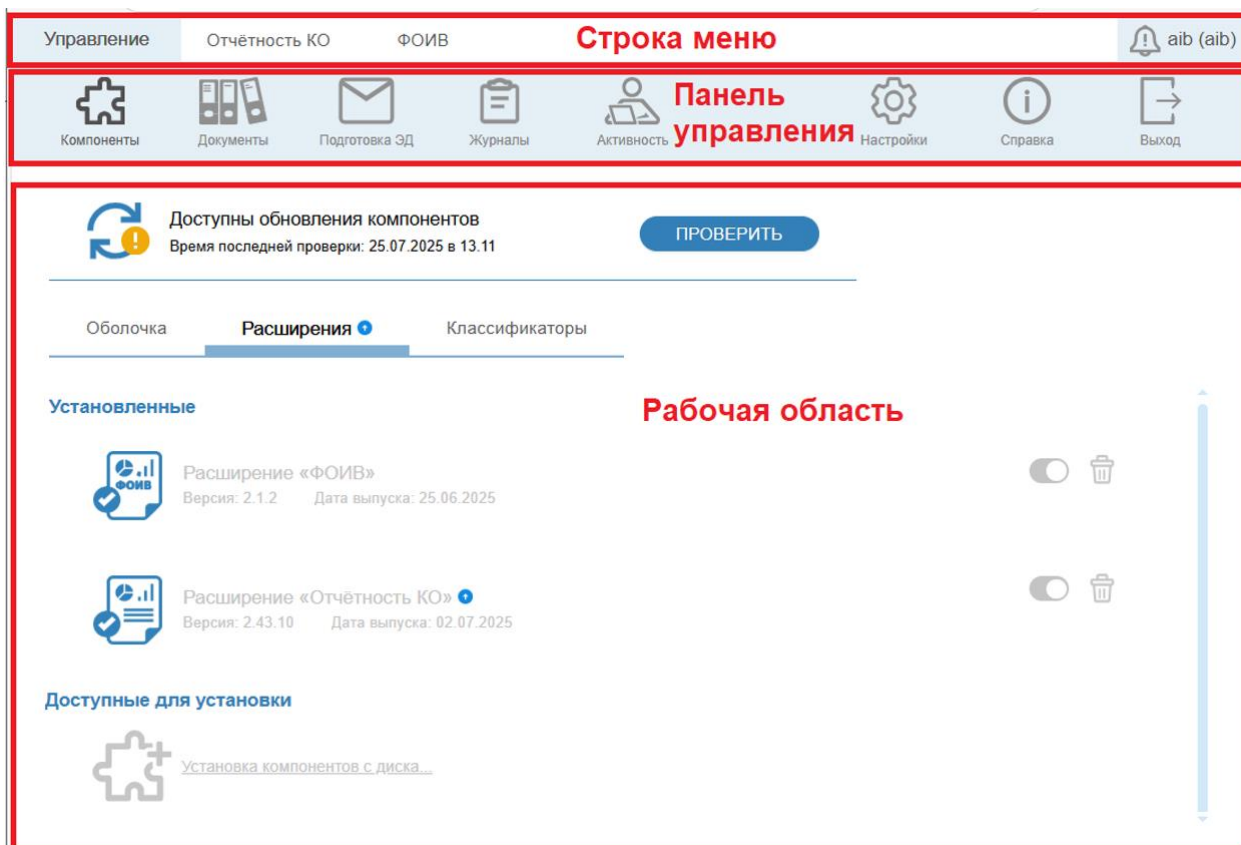 Управление Отчётность КО ФОИВ Строка меню aib (aib)
Панель управления
Компоненты Документы Подготовка ЭД Журналы Активность Настройки Справка Выход
Доступны обновления компонентов
Время последней проверки: 25.07.2025 в 13.11
ПРОВЕРИТЬ
Оболочка Расширения Классификаторы
Установленные
Рабочая область
ФОИВ
Расширение «ФОИВ»
Версия: 2.1.2 Дата выпуска: 25.06.2025
Расширение «Отчётность КО»
Версия: 2.43.10 Дата выпуска: 02.07.2025
Доступные для установки
Установка компонентов с диска...